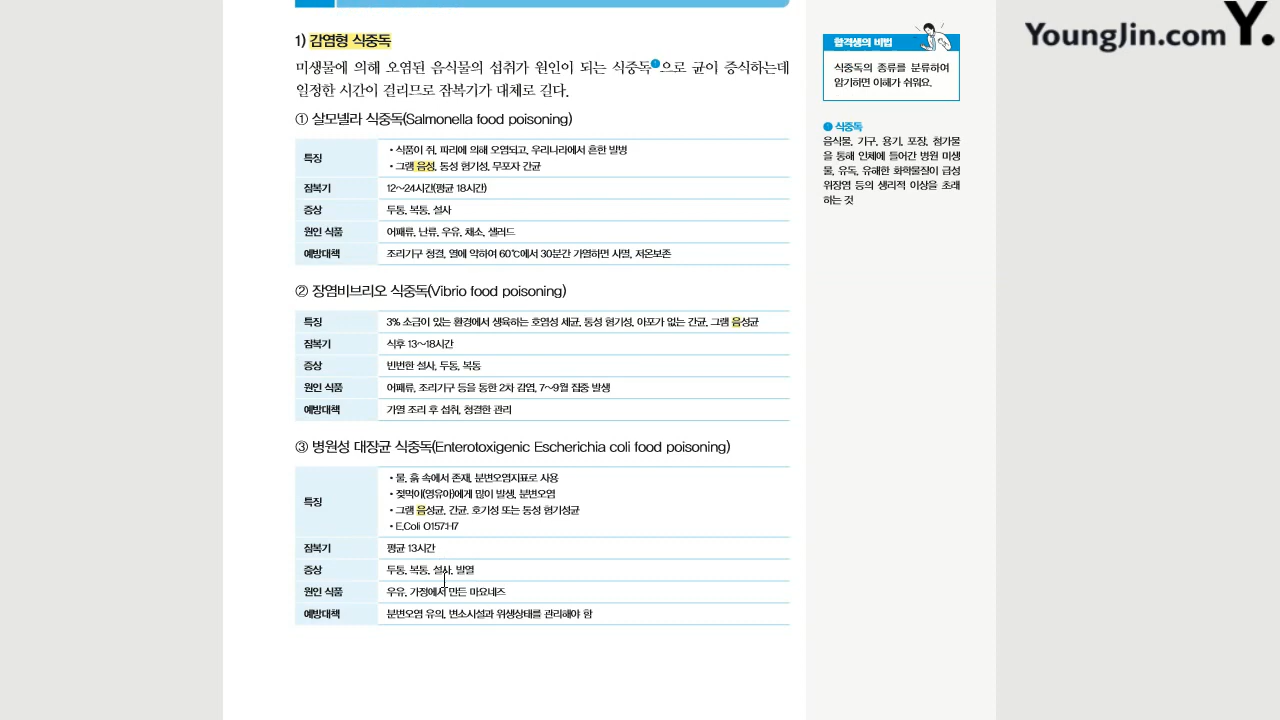 1) 감염형 식중독
미생물에 의해 오염된 음식물의 섭취가 원인이 되는 식중독❶으로 균이 증식하는데
일정한 시간이 걸리므로 잠복기가 대체로 길다.
① 살모넬라 식중독(Salmonella food poisoning)
특징
• 식품이 쥐, 파리에 의해 오염되고, 우리나라에서 흔한 발병
• 그램 음성, 통성 혐기성, 무포자 간균
잠복기 12~24시간(평균 18시간)
증상 두통, 복통, 설사
원인 식품 어패류, 난류, 우유, 채소, 샐러드
예방대책 조리기구 청결, 열에 약하여 60℃에서 30분간 가열하면 사멸, 저온보존
② 장염비브리오 식중독(Vibrio food poisoning)
특징 3% 소금이 있는 환경에서 생육하는 호염성 세균, 통성 혐기성, 아포가 없는 간균, 그램 음성균
잠복기 식후 13~18시간
증상 빈번한 설사, 두통, 복통
원인 식품 어패류, 조리기구 등을 통한 2차 감염, 7~9월 집중 발생
예방대책 가열 조리 후 섭취, 청결한 관리
③ 병원성 대장균 식중독(Enterotoxigenic Escherichia coli food poisoning)
특징
• 물, 흙 속에서 존재, 분변오염지표로 사용
• 젖먹이(영유아)에게 많이 발생, 분변오염
• 그램 음성균, 간균, 호기성 또는 통성 혐기성균
• E.Coli O157:H7
잠복기 평균 13시간
증상 두통, 복통, 설사, 발열
원인 식품 우유, 가정에서 만든 마요네즈
예방대책 분변오염 유의, 변소시설과 위생상태를 관리해야 함
합격생의 비법
식중독의 종류를 분류하여
암기하면 이해가 쉬워요.
❶ 식중독
음식물, 기구, 용기, 포장, 첨가물
을 통해 인체에 들어간 병원 미생
물, 유독, 유해한 화학물질이 급성
위장염 등의 생리적 이상을 초래
하는 것
YoungJin.com Y.